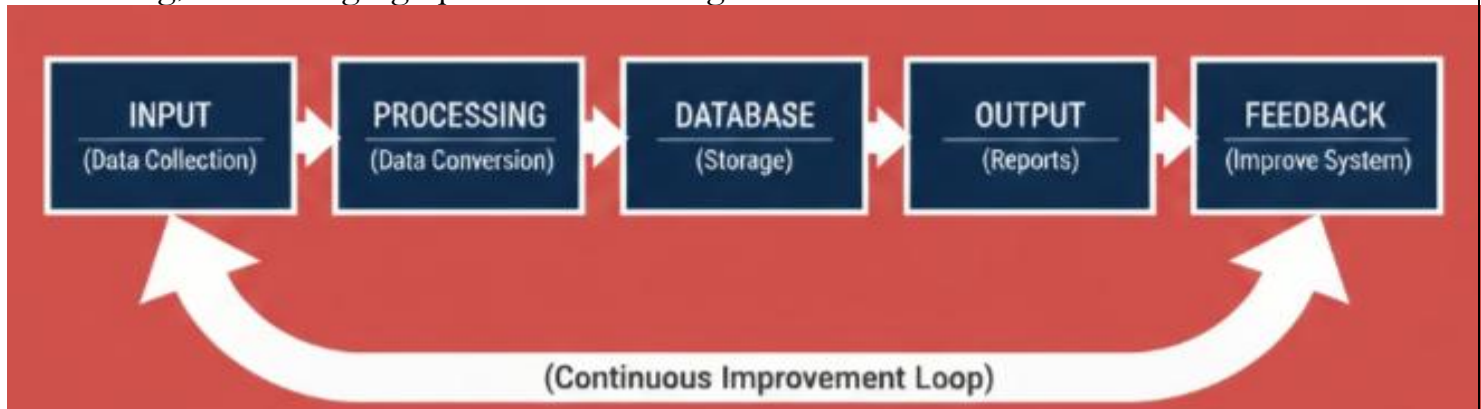 INPUT
(Data Collection)
PROCESSING
(Data Conversion)
DATABASE
(Storage)
OUTPUT
(Reports)
FEEDBACK
(Improve System)
(Continuous Improvement Loop)